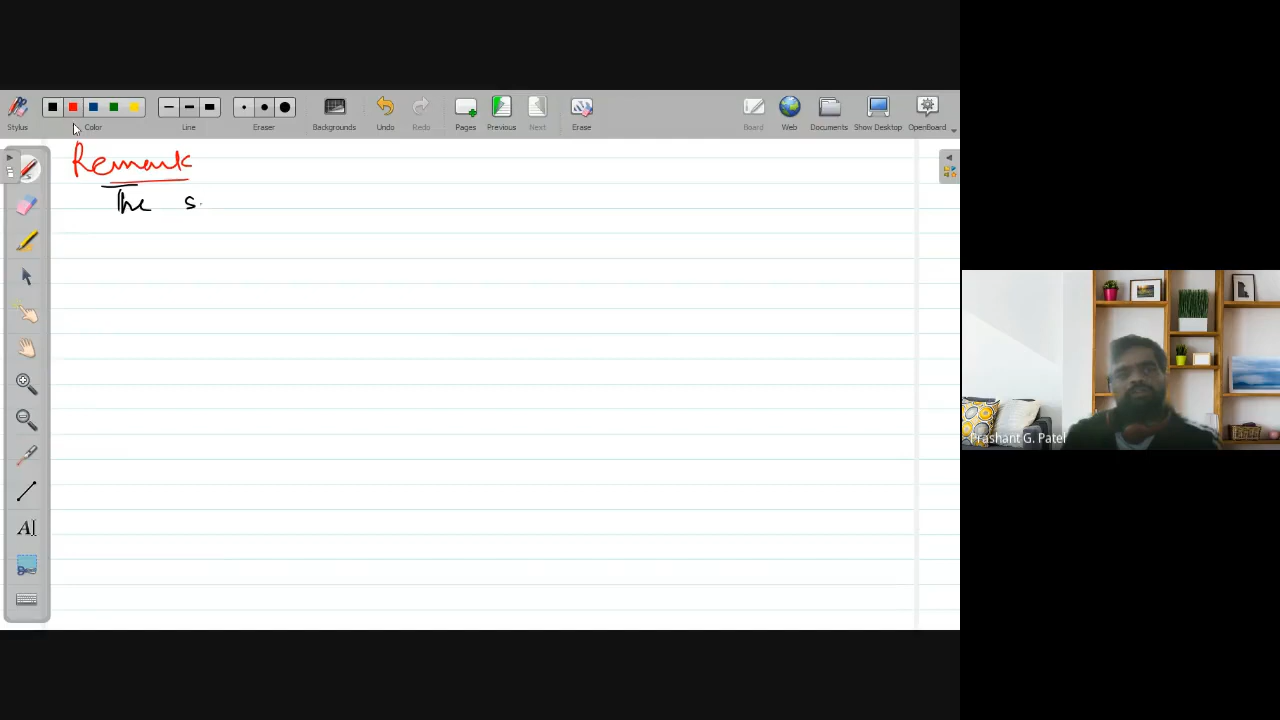 Stylus
Color
Line
Eraser
Backgrounds
Undo
Redo
Pages
Previous
Next
Erase
Board
Web
Documents
Show Desktop
OpenBoard
Remark
The s
A
Prashant G. Patel